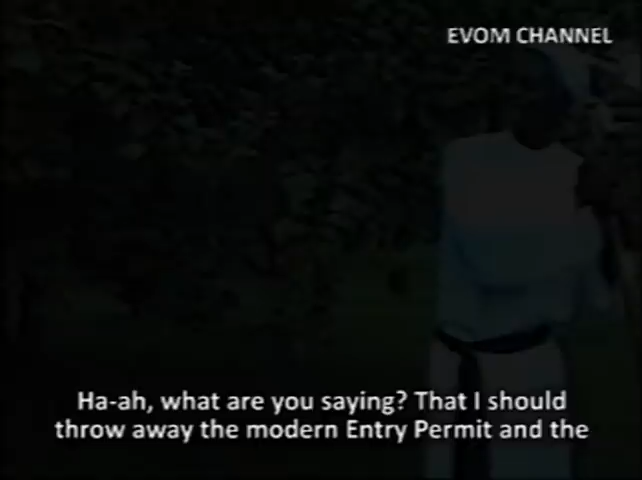 EVOM CHANNEL
Ha-ah, what are you saying? That I should
throw away the modern Entry Permit and the